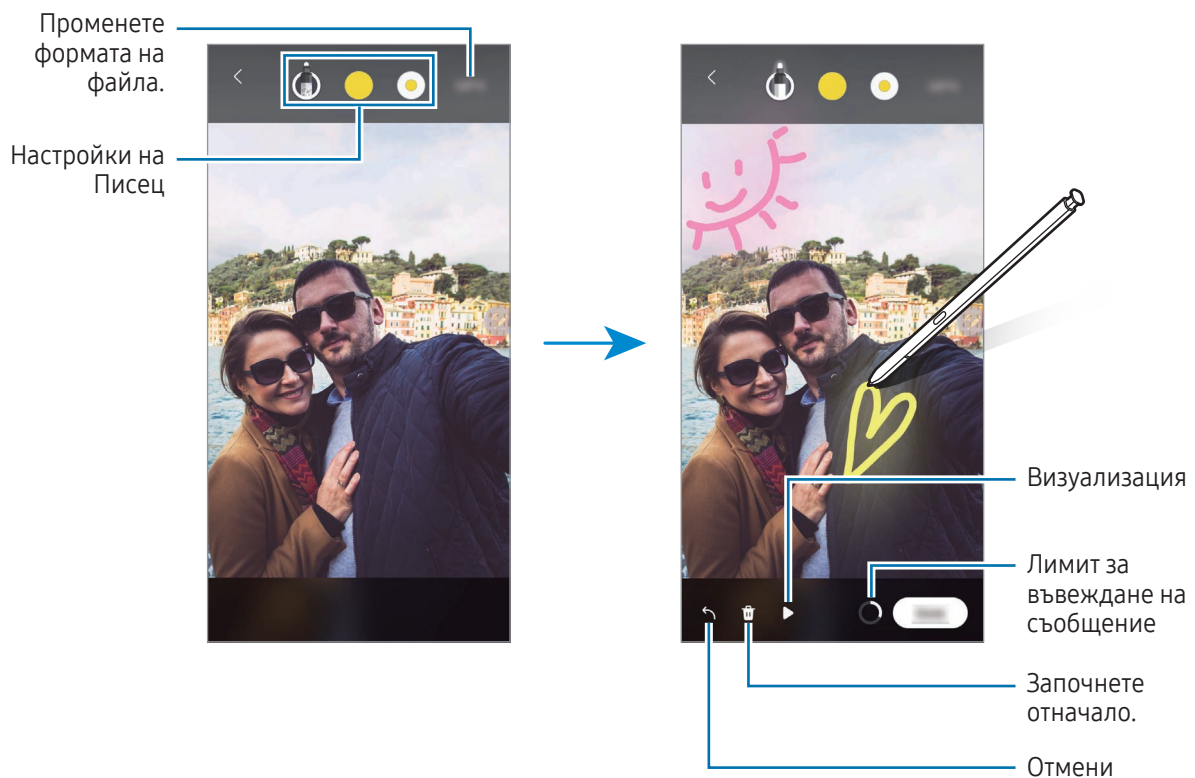 Променете
формата на
файла.
Настройки на
Писец
Визуализация
Лимит за
въвеждане на
съобщение
Започнете
отначало.
Отмени